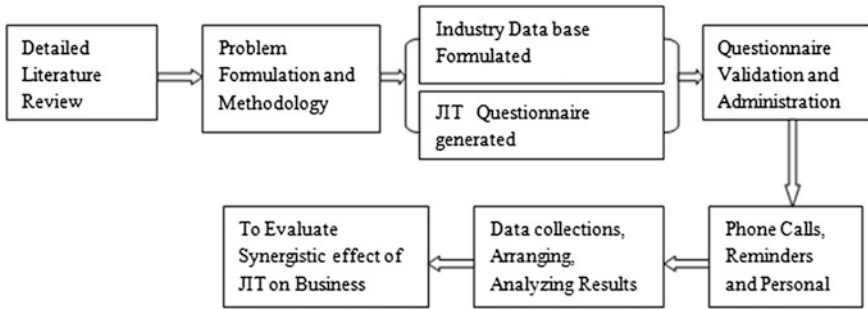 Detailed
Literature
Review
Problem
Formulation and
Methodology
Industry Data base
Formulated
JIT Questionnaire
generated
Questionnaire
Validation and
Administration
Phone Calls,
Reminders
and Personal
Data collections,
Arranging,
Analyzing Results
To Evaluate
Synergistic effect of
JIT on Business